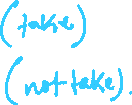 (take)
(not take).